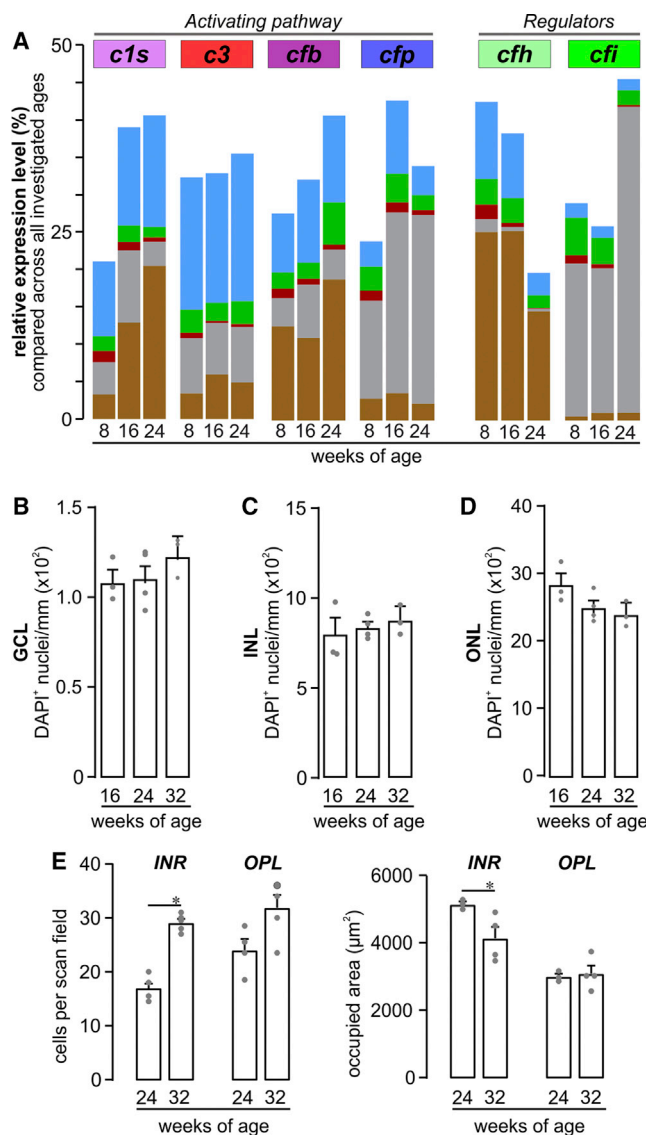 Activating pathway
Regulators
A
c1s c3 cfb cfp cfh cfi
relative expression level (%)
compared across all investigated ages
50
25
0
8 16 24 8 16 24 8 16 24 8 16 24 8 16 24 8 16 24
weeks of age
B
GCL
DAPI+ nuclei/mm (x10²)
1.5
1.0
0.5
0
16 24 32
weeks of age
C
INL
DAPI+ nuclei/mm (x10²)
15
10
5
0
16 24 32
weeks of age
D
ONL
DAPI+ nuclei/mm (x10²)
40
30
20
10
0
16 24 32
weeks of age
E
INR OPL
cells per scan field
40
30
20
10
0
*
24 32 24 32
weeks of age
INR OPL
occupied area (μm²)
6000
4000
2000
0
*
24 32 24 32
weeks of age